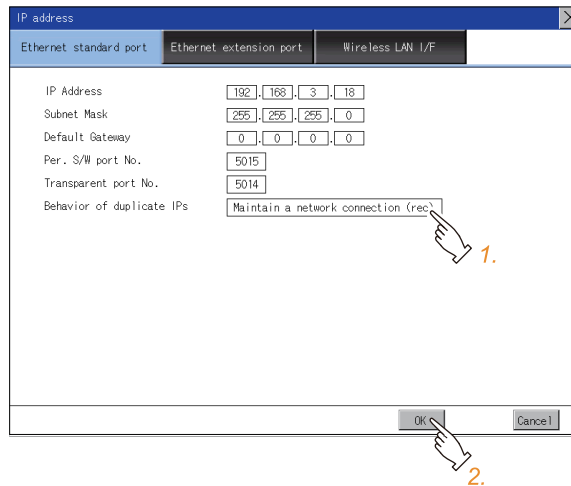 IP address
Ethernet standard port Ethernet extension port Wireless LAN I/F
IP Address 192 . 168 . 3 . 18
Subnet Mask 255 . 255 . 255 . 0
Default Gateway 0 . 0 . 0 . 0
Per. S/W port No. 5015
Transparent port No. 5014
Behavior of duplicate IPs Maintain a network connection (rec)
1.
OK Cancel
2.